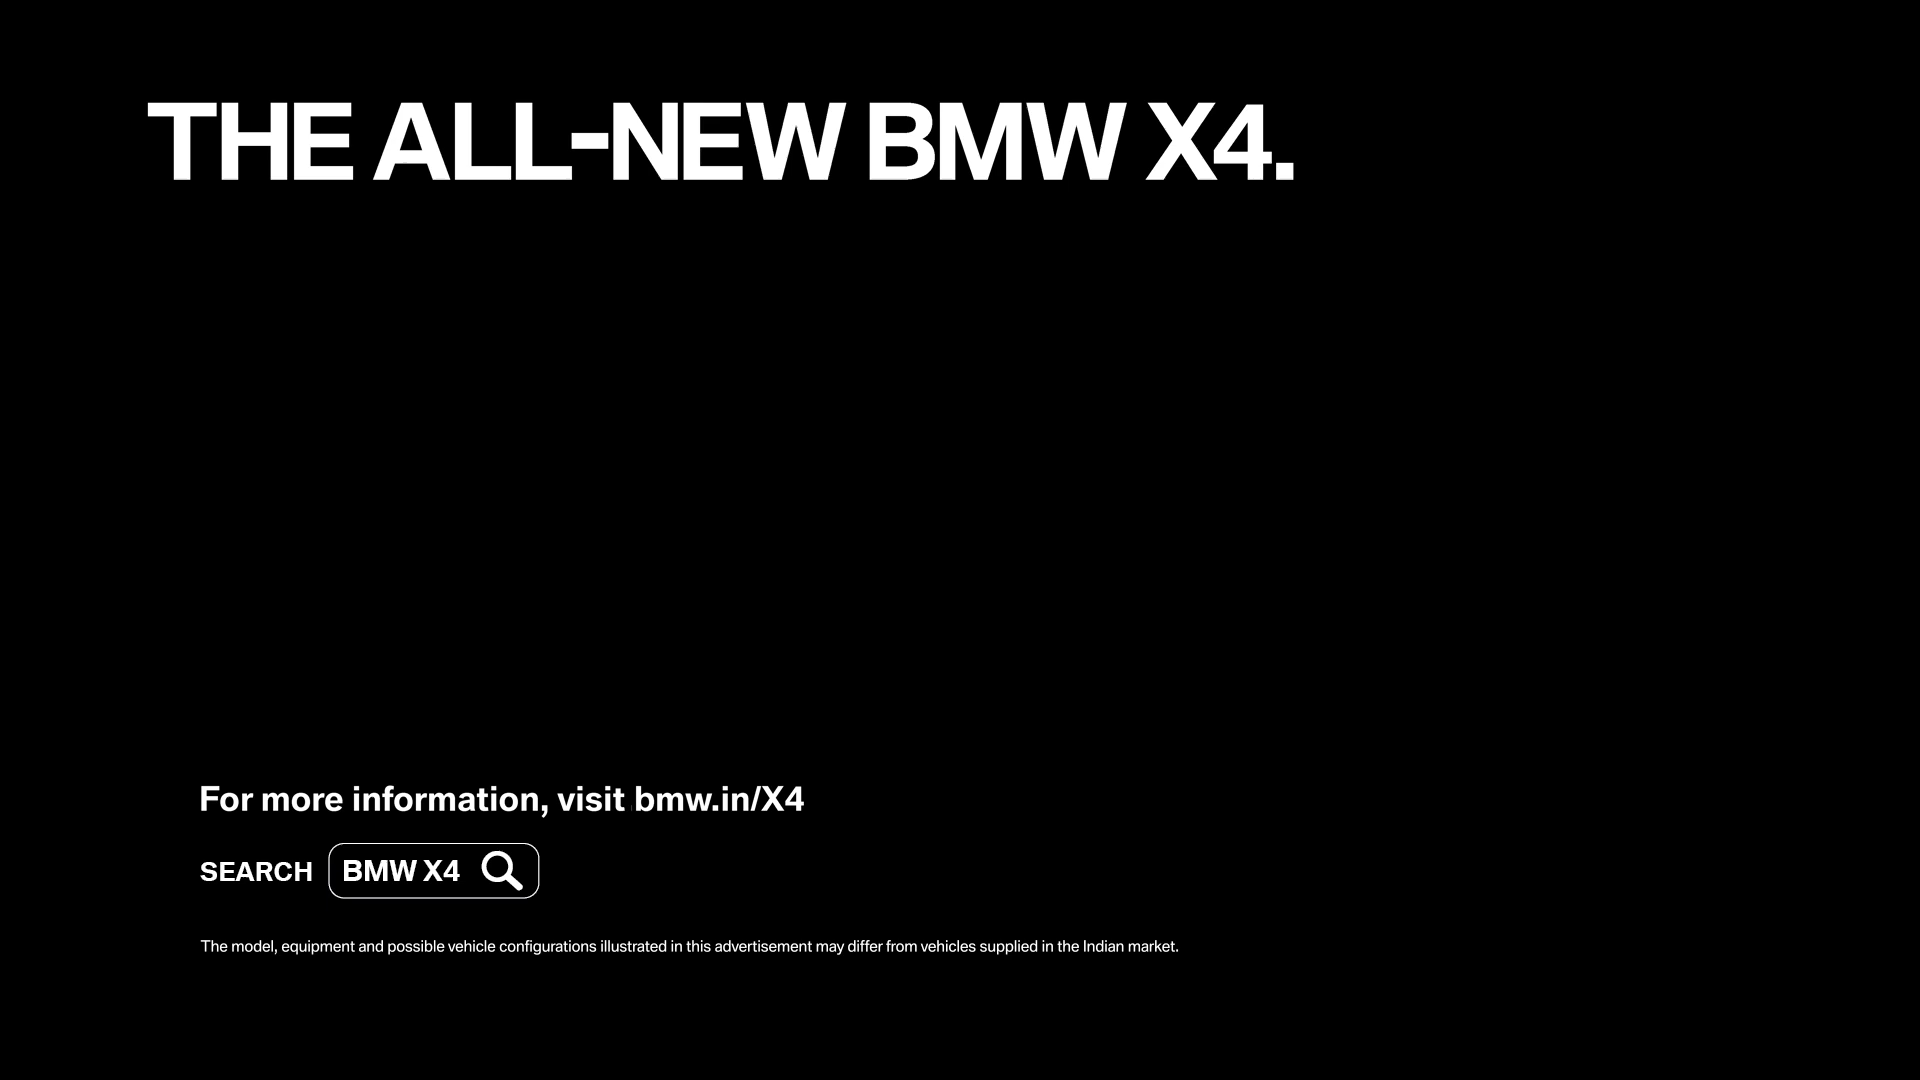 THE ALL-NEW BMW X4.
For more information, visit bmw.in/X4
SEARCH BMW X4
The model, equipment and possible vehicle configurations illustrated in this advertisement may differ from vehicles supplied in the Indian market.